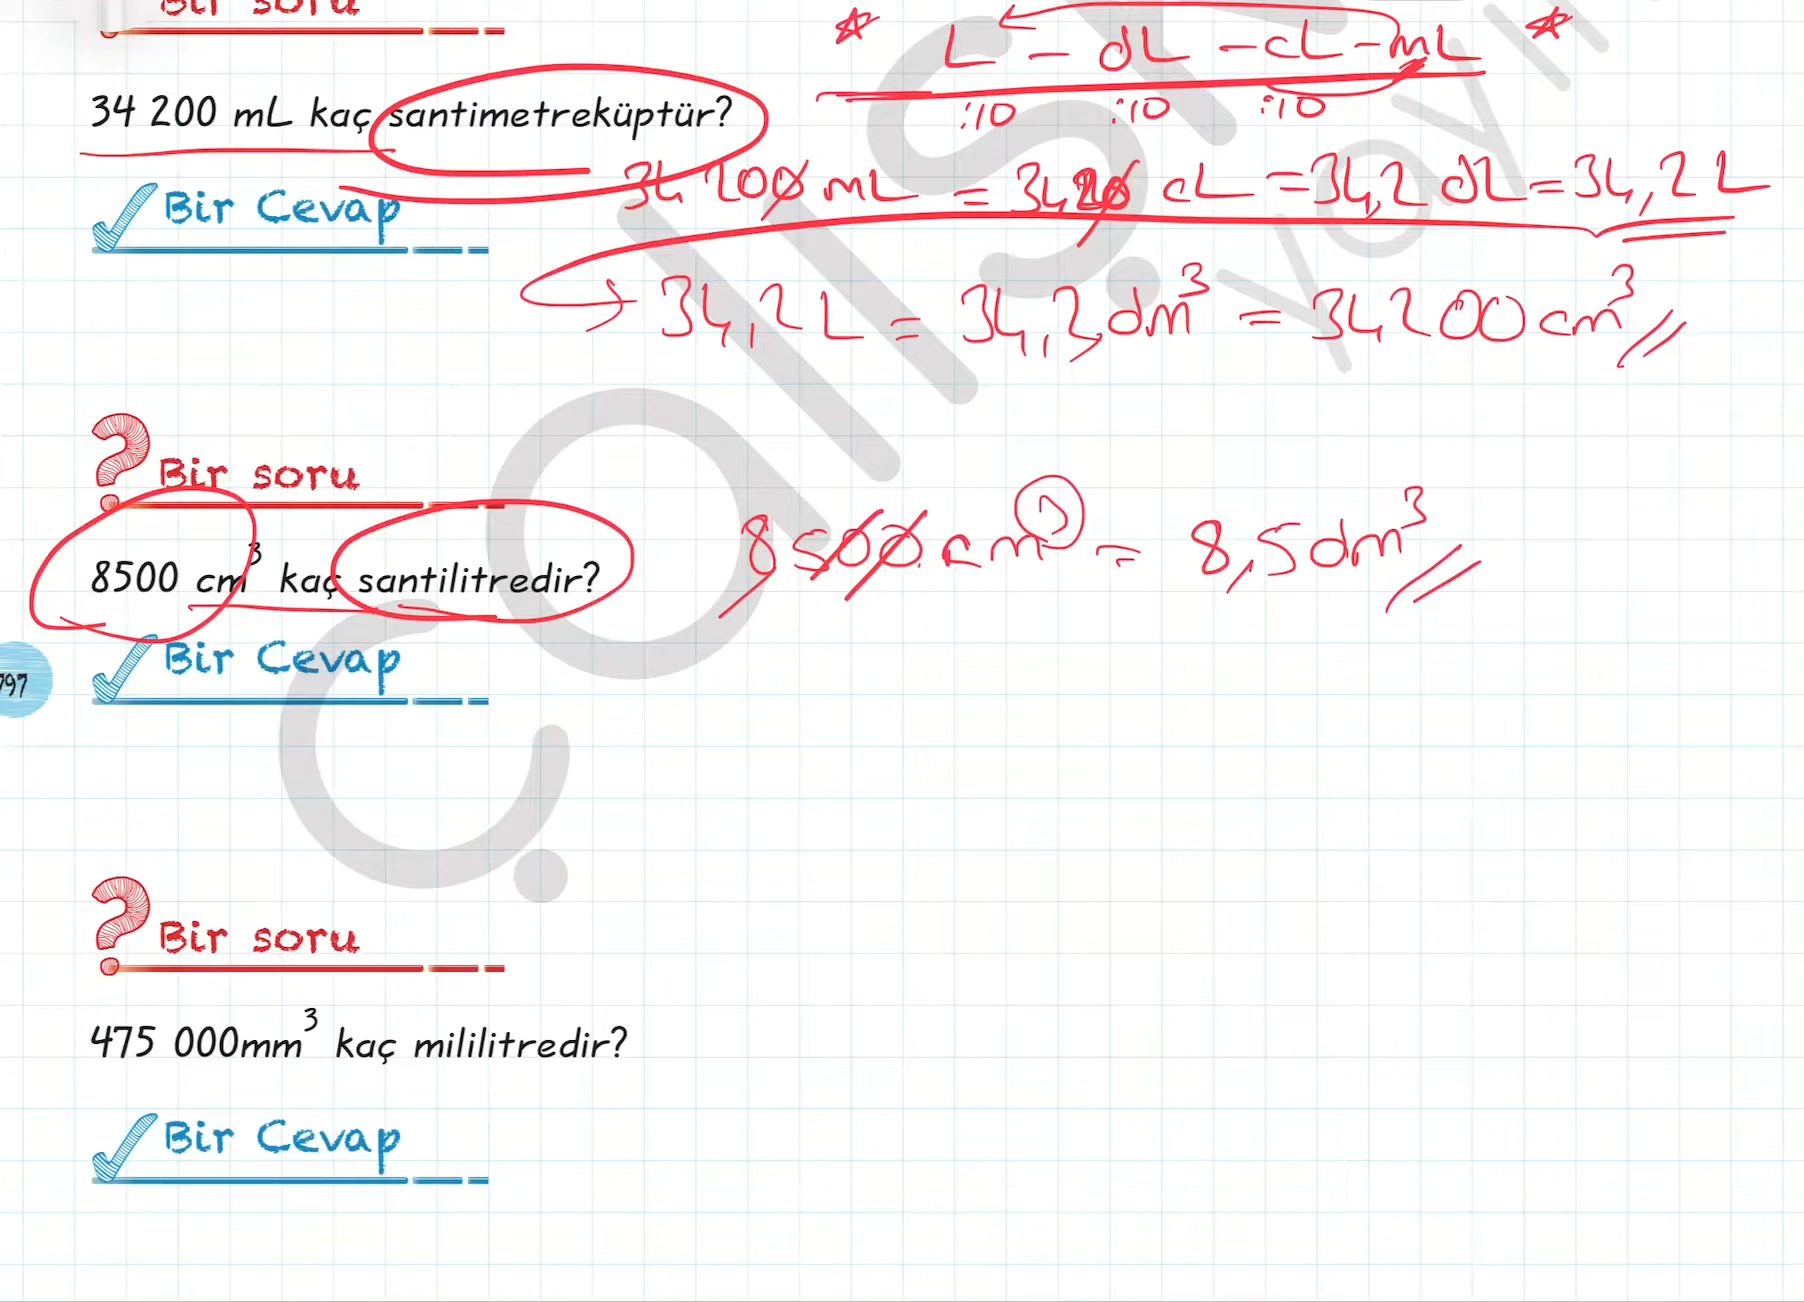 Bir soru
* L - dL - cL - mL *
:10 :10 :10
34 200 mL kaç santimetreküptür?
34 200 mL = 3420 cL = 34,2 dL = 34,2 L
Bir Cevap
34,2 L = 34,2 dm³ = 34200 cm³
Bir soru
8500 cm³ = 8,5 dm³
8500 cm³ kaç santilitredir?
Bir Cevap
797
Bir soru
475 000mm³ kaç mililitredir?
Bir Cevap